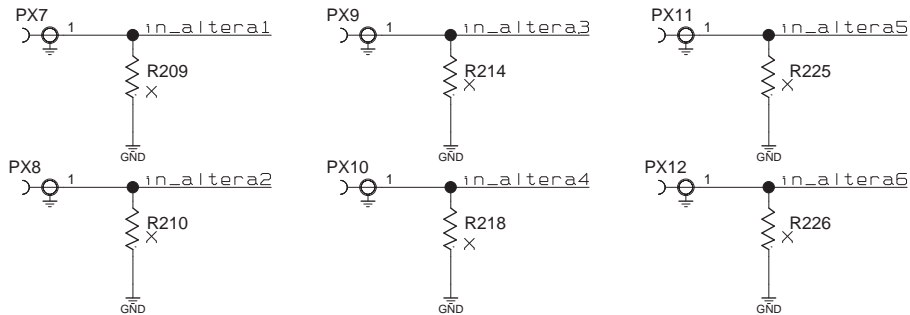 PX7 1 in_altera1
PX9 1 in_altera3
PX11 1 in_altera5
R209
R214
R225
X
X
X
GND
GND
GND
PX8 1 in_altera2
PX10 1 in_altera4
PX12 1 in_altera6
R210
R218
R226
X
X
X
GND
GND
GND